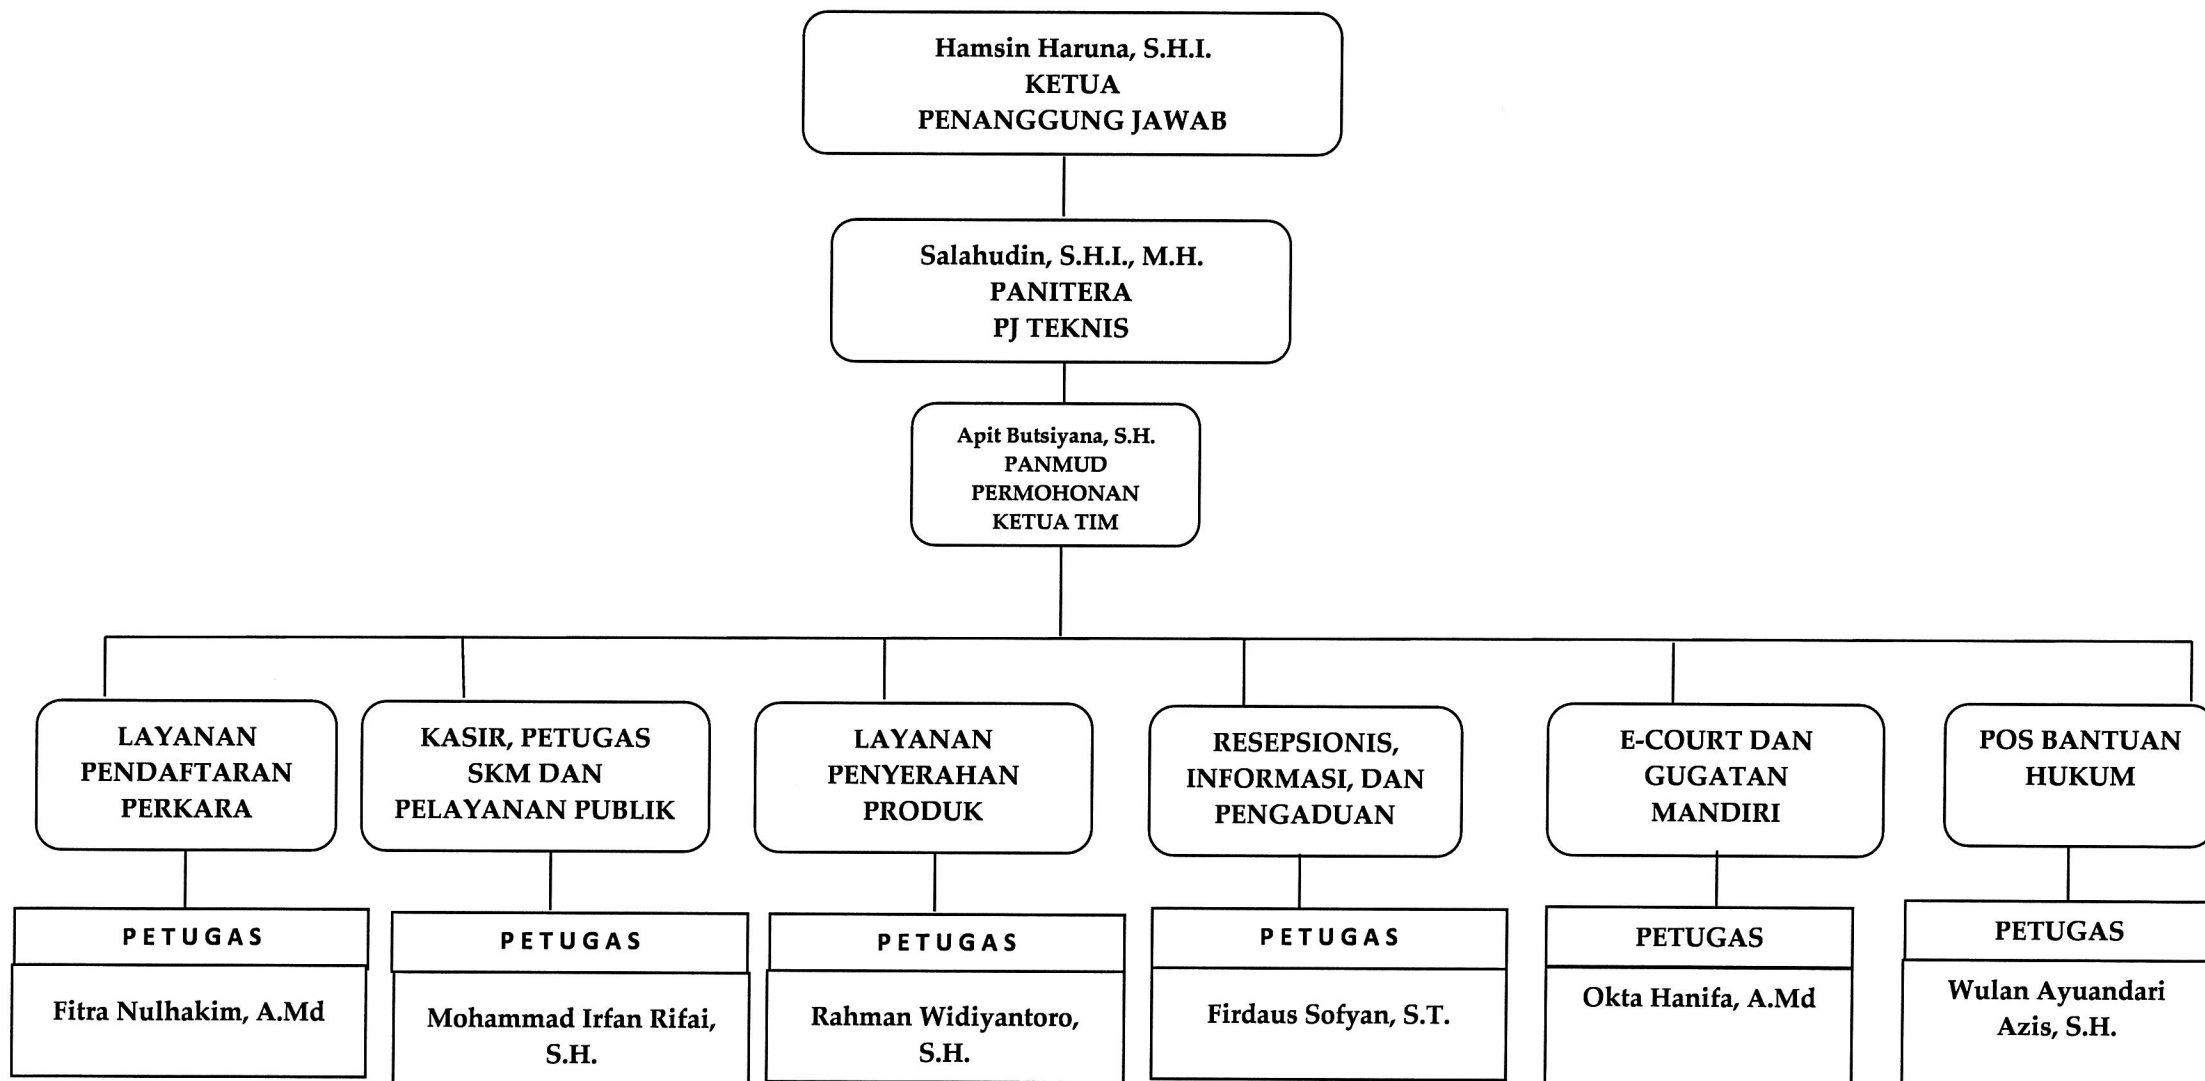 Hamsin Haruna, S.H.I.
KETUA
PENANGGUNG JAWAB
Salahudin, S.H.I., M.H.
PANITERA
PJ TEKNIS
Apit Butsiyana, S.H.
PANMUD
PERMOHONAN
KETUA TIM
LAYANAN
PENDAFTARAN
PERKARA
KASIR, PETUGAS
SKM DAN
PELAYANAN PUBLIK
LAYANAN
PENYERAHAN
PRODUK
RESEPSIONIS,
INFORMASI, DAN
PENGADUAN
E-COURT DAN
GUGATAN
MANDIRI
POS BANTUAN
HUKUM
PETUGAS
Fitra Nulhakim, A.Md
PETUGAS
Mohammad Irfan Rifai,
S.H.
PETUGAS
Rahman Widiyantoro,
S.H.
PETUGAS
Firdaus Sofyan, S.T.
PETUGAS
Okta Hanifa, A.Md
PETUGAS
Wulan Ayuandari
Azis, S.H.